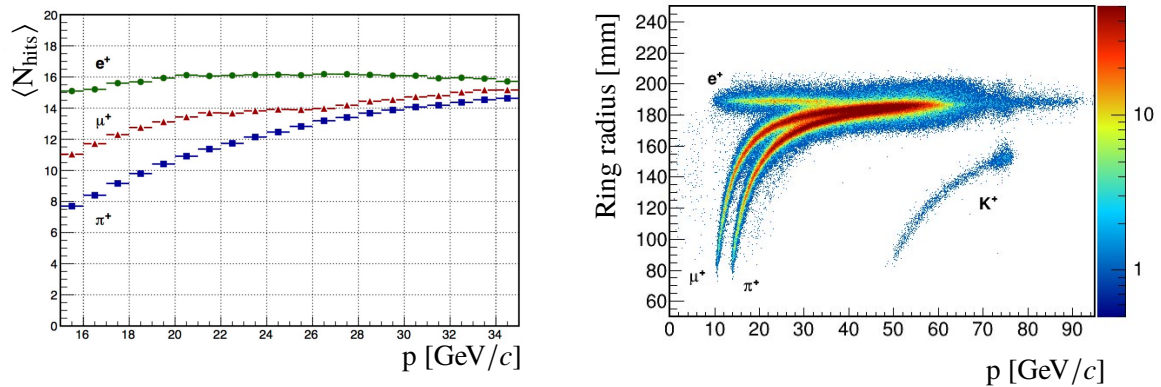 ⟨N_hits⟩
20
18
16
14
12
10
8
6
4
2
0
e⁺
μ⁺
π⁺
16 18 20 22 24 26 28 30 32 34
p [GeV/c]
Ring radius [mm]
240
220
200
180
160
140
120
100
80
60
e⁺
K⁺
μ⁺
π⁺
0 10 20 30 40 50 60 70 80 90
p [GeV/c]
10
1